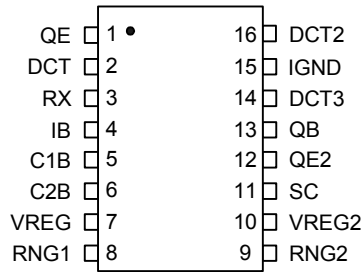 QE 1 16 DCT2
DCT 2 15 IGND
RX 3 14 DCT3
IB 4 13 QB
C1B 5 12 QE2
C2B 6 11 SC
VREG 7 10 VREG2
RNG1 8 9 RNG2